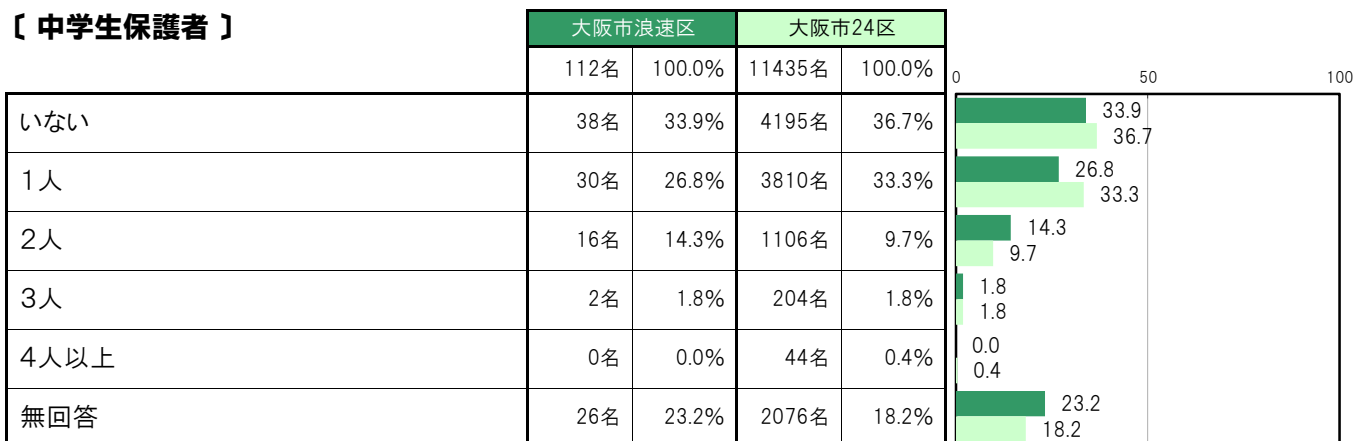 〔 中学生保護者 〕
大阪市浪速区 大阪市24区
112名 100.0% 11435名 100.0%
0 50 100
いない 38名 33.9% 4195名 36.7% 33.9
36.7
1人 30名 26.8% 3810名 33.3% 26.8
33.3
2人 16名 14.3% 1106名 9.7% 14.3
9.7
3人 2名 1.8% 204名 1.8% 1.8
1.8
4人以上 0名 0.0% 44名 0.4% 0.0
0.4
無回答 26名 23.2% 2076名 18.2% 23.2
18.2